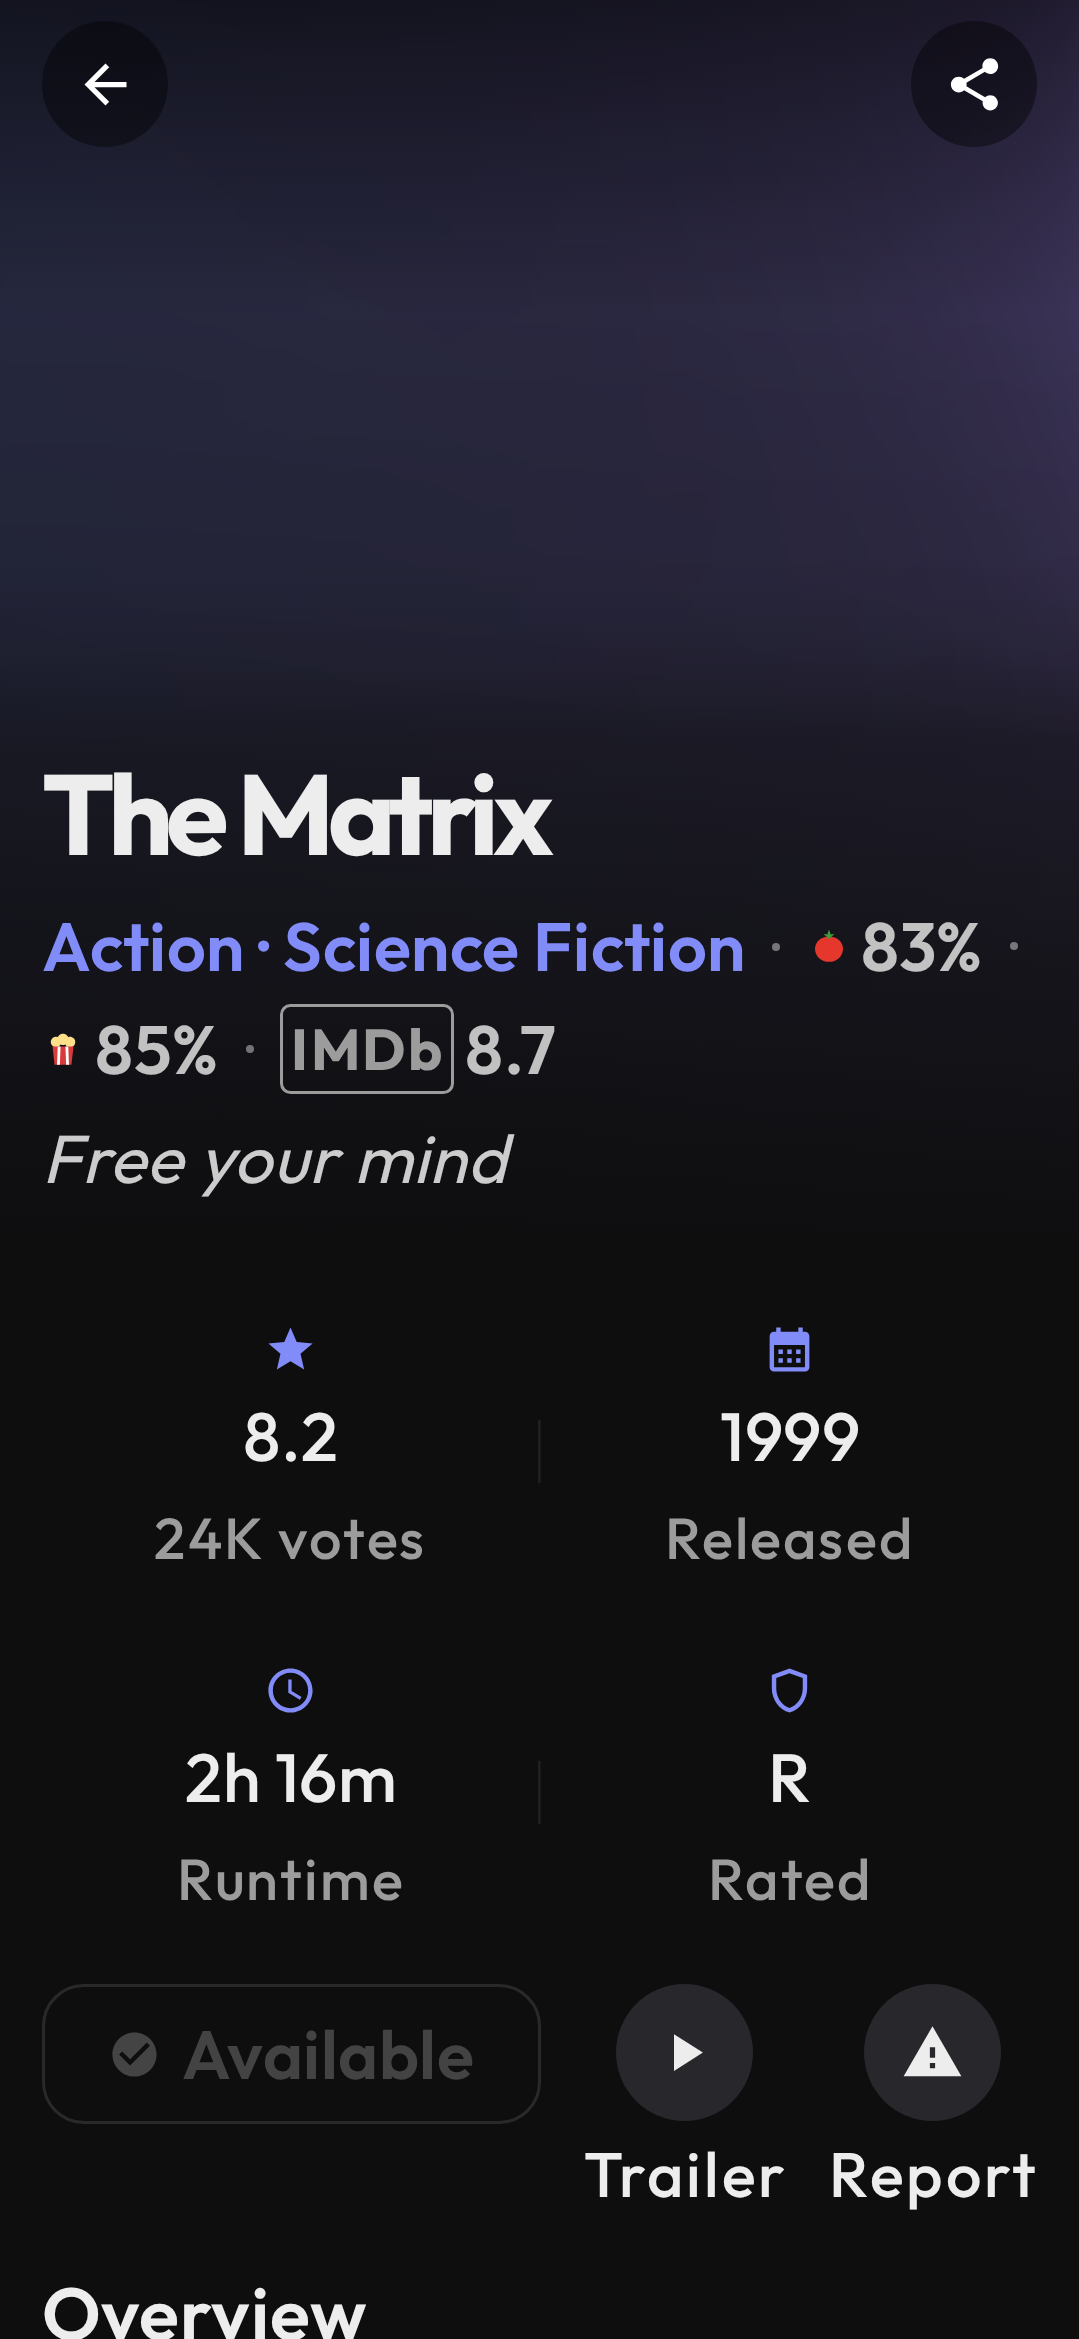 The Matrix
Action · Science Fiction · 83% ·
85% · IMDb 8.7
Free your mind
8.2
24K votes
1999
Released
2h 16m
Runtime
R
Rated
Available
Trailer
Report
Overview